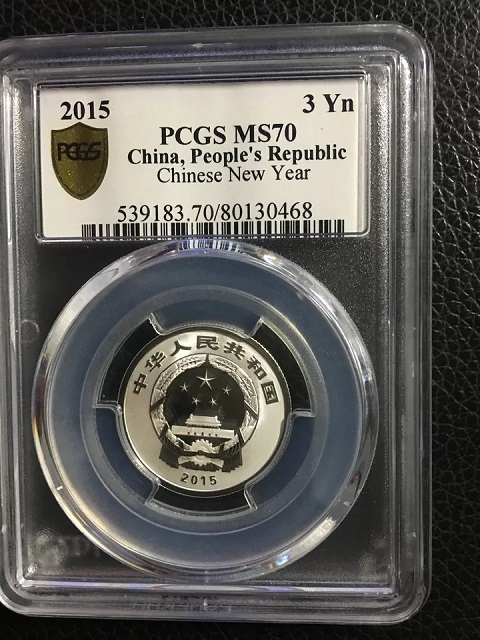 2015 3 Yn
PCGS PCGS MS70
China, People's Republic
Chinese New Year
539183.70/80130468
中华人民共和国
2015